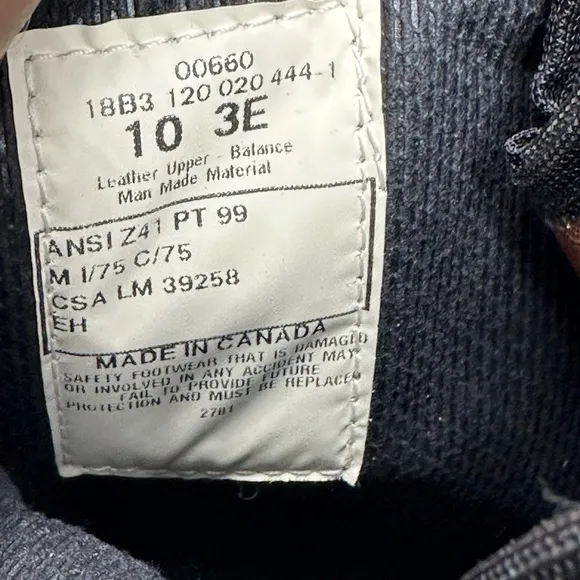 00660
18B3 120 020 444-1
10 3E
Leather Upper - Balance
Man Made Material
ANSI Z41 PT 99
M I/75 C/75
CSA LM 39258
EH
MADE IN CANADA
SAFETY FOOTWEAR THAT IS DAMAGED
OR INVOLVED IN ANY ACCIDENT MAY
FAIL TO PROVIDE FUTURE
PROTECTION AND MUST BE REPLACED
2701